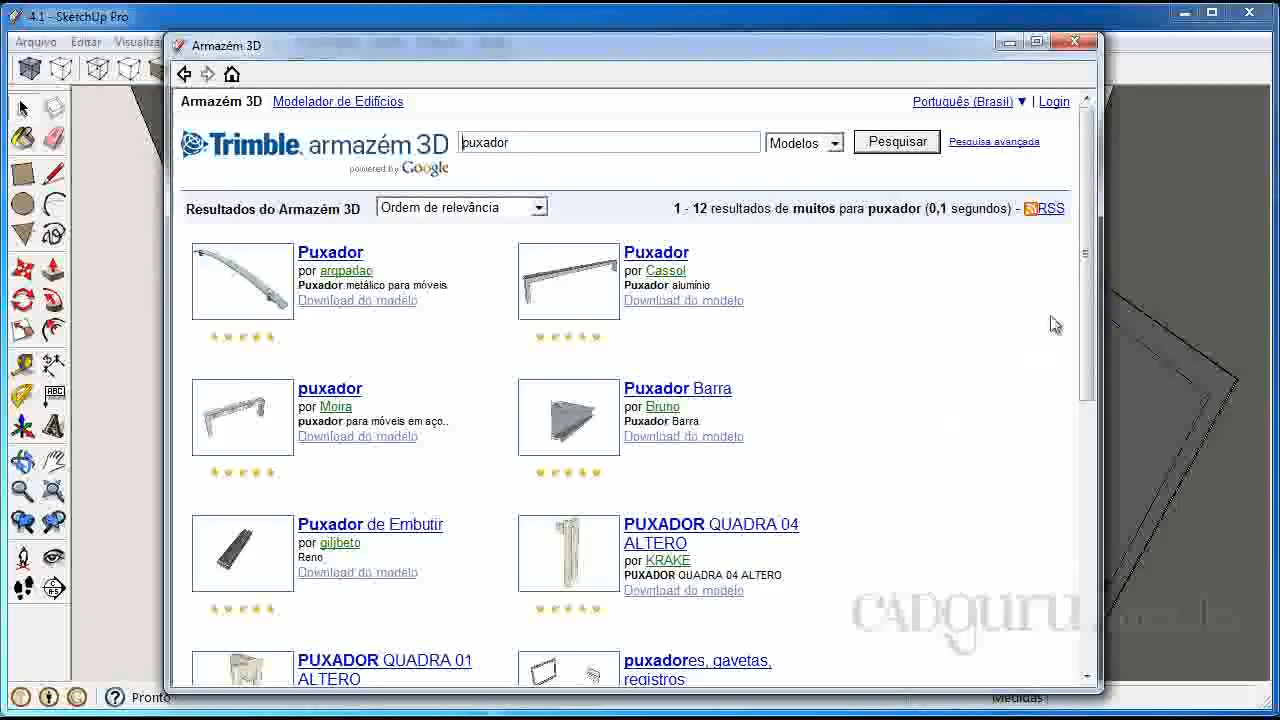 4.1 - SketchUp Pro
Arquivo Editar
Armazém 3D
Armazém 3D Modelador de Edifícios Português (Brasil) ▼ | Login
Trimble. armazém 3D puxador Modelos Pesquisar Pesquisa avançada
powered by Google
Resultados do Armazém 3D Ordem de relevância 1 - 12 resultados de muitos para puxador (0,1 segundos) - RSS
Puxador
por arqpadao
Puxador metálico para móveis
Download do modelo
Puxador
por Cassol
Puxador alumínio
Download do modelo
puxador
por Moira
puxador para móveis em aço..
Download do modelo
Puxador Barra
por Bruno
Puxador Barra
Download do modelo
Puxador de Embutir
por giljbeto
Reno
Download do modelo
PUXADOR QUADRA 04
ALTERO
por KRAKE
PUXADOR QUADRA 04 ALTERO
Download do modelo
PUXADOR QUADRA 01
ALTERO
puxadores, gavetas,
registros
ABC
CADguru
Pronto
Medidas